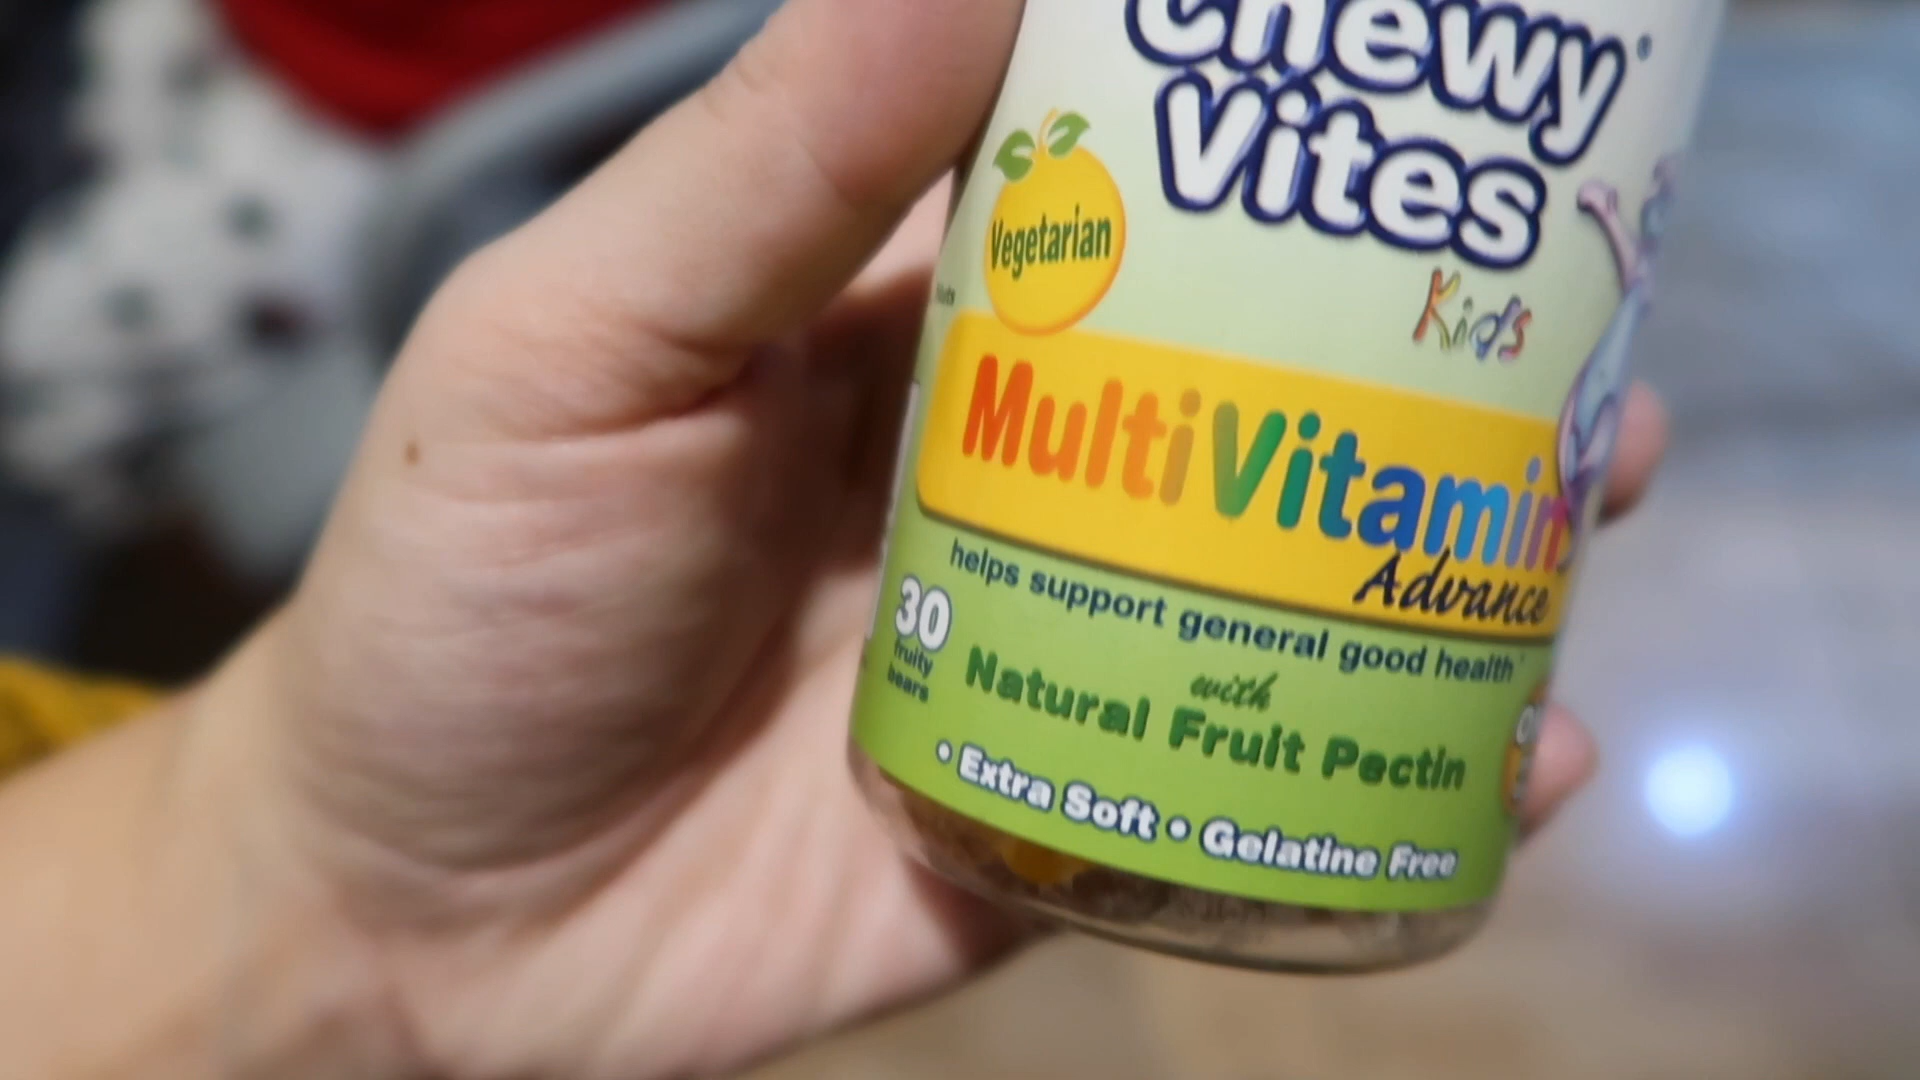 Chewy
Vites
Kids
Vegetarian
MultiVitamin
Advance
helps support general good health
30
fruity
bears
with
Natural Fruit Pectin
• Extra Soft • Gelatine Free